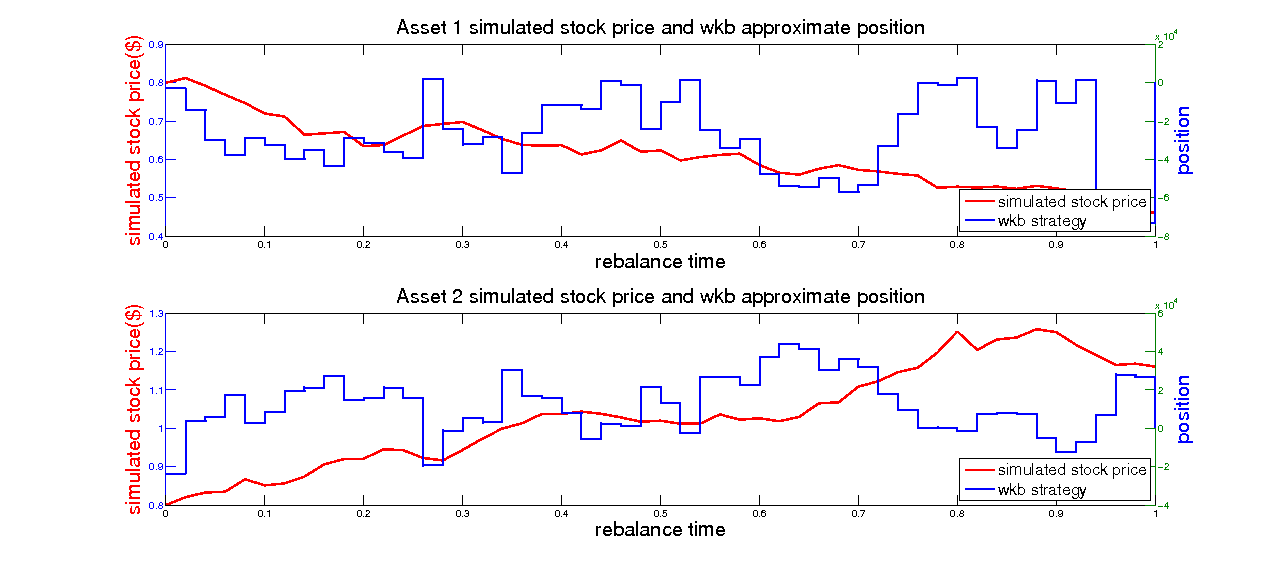 Asset 1 simulated stock price and wkb approximate position
x 10^4
simulated stock price($)
0.9
0.8
0.7
0.6
0.5
0.4
2
0
−2
−4
−6
−8
position
simulated stock price
wkb strategy
0 0.1 0.2 0.3 0.4 0.5 0.6 0.7 0.8 0.9 1
rebalance time
Asset 2 simulated stock price and wkb approximate position
x 10^4
simulated stock price($)
1.3
1.2
1.1
1
0.9
0.8
6
4
2
0
−2
−4
position
simulated stock price
wkb strategy
0 0.1 0.2 0.3 0.4 0.5 0.6 0.7 0.8 0.9 1
rebalance time